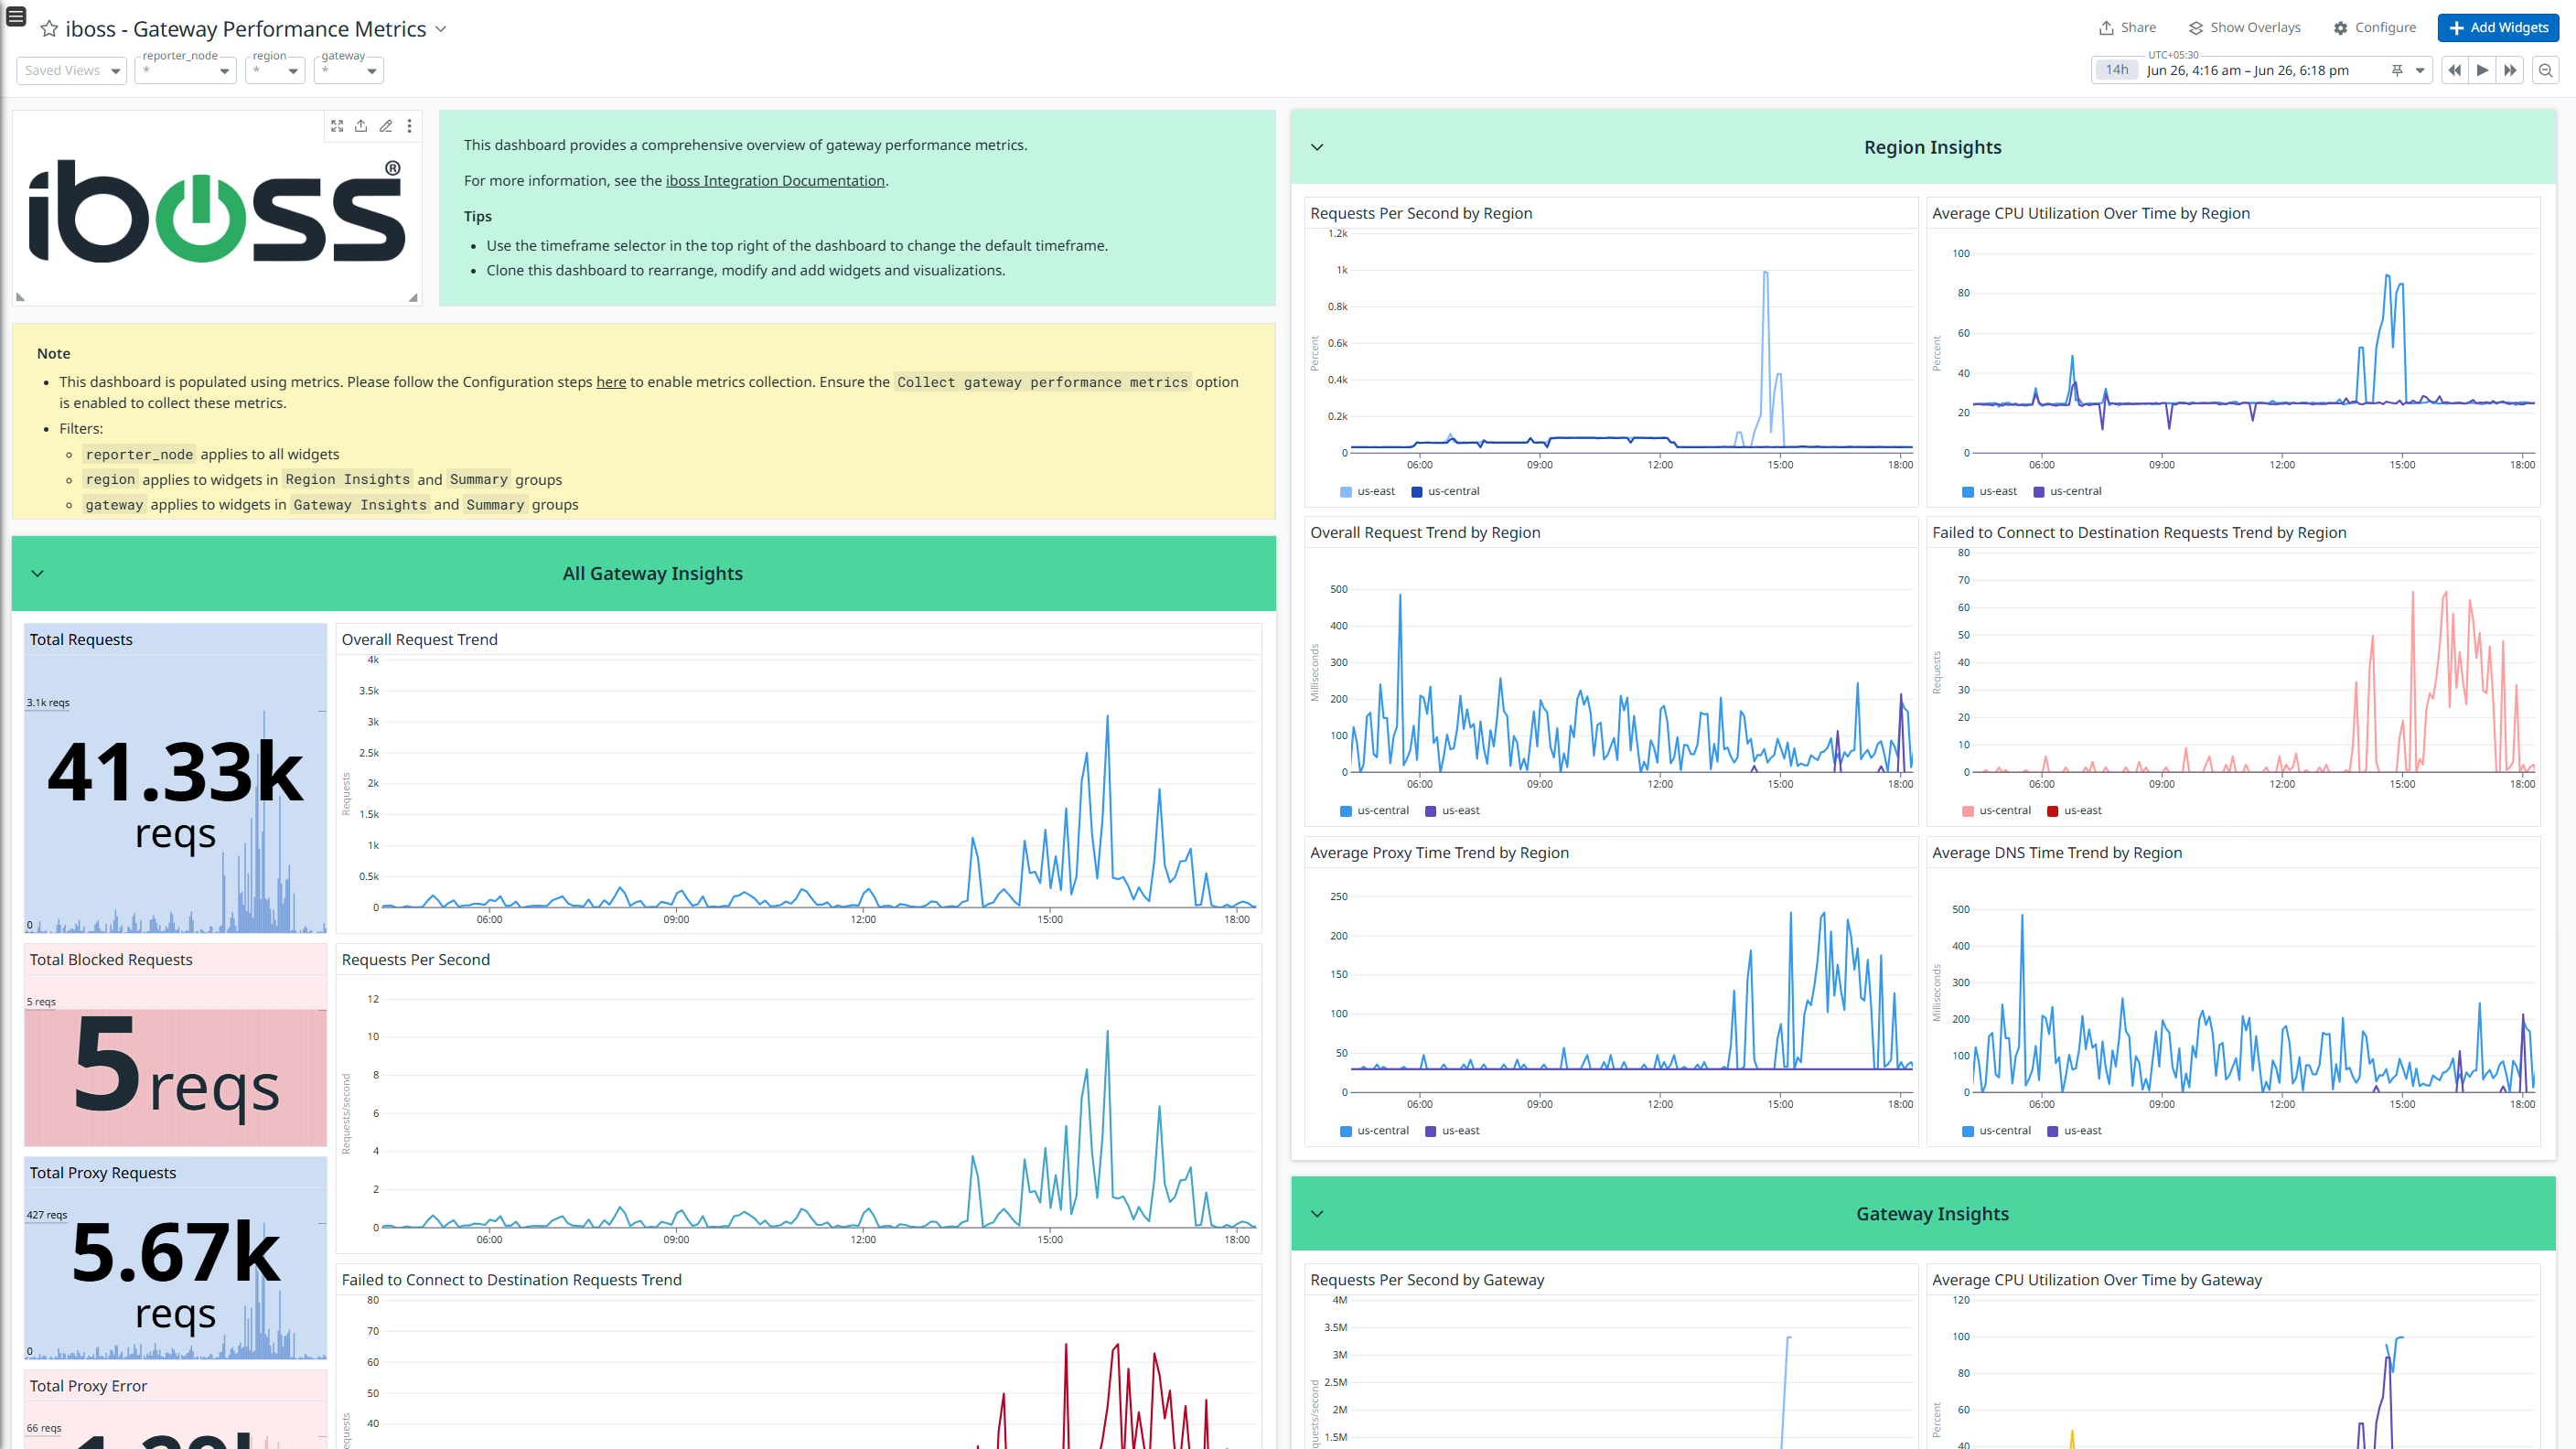 iboss - Gateway Performance Metrics
Share
Show Overlays
Configure
Add Widgets
Saved Views
reporter_node
*
region
*
gateway
*
UTC+05:30
14h
Jun 26, 4:16 am – Jun 26, 6:18 pm
iboss®
This dashboard provides a comprehensive overview of gateway performance metrics.
For more information, see the iboss Integration Documentation.
Tips
• Use the timeframe selector in the top right of the dashboard to change the default timeframe.
• Clone this dashboard to rearrange, modify and add widgets and visualizations.
Note
• This dashboard is populated using metrics. Please follow the Configuration steps here to enable metrics collection. Ensure the Collect gateway performance metrics option
is enabled to collect these metrics.
• Filters:
◦ reporter_node applies to all widgets
◦ region applies to widgets in Region Insights and Summary groups
◦ gateway applies to widgets in Gateway Insights and Summary groups
All Gateway Insights
Total Requests
3.1k reqs
41.33k
reqs
0
Overall Request Trend
4k
3.5k
3k
2.5k
2k
1.5k
1k
0.5k
0
Requests
06:00 09:00 12:00 15:00 18:00
Total Blocked Requests
5 reqs
5 reqs
Requests Per Second
12
10
8
6
4
2
0
Requests/second
06:00 09:00 12:00 15:00 18:00
Total Proxy Requests
427 reqs
5.67k
reqs
0
Failed to Connect to Destination Requests Trend
80
70
60
50
40
Total Proxy Error
66 reqs
Region Insights
Requests Per Second by Region
1.2k
1k
0.8k
0.6k
0.4k
0.2k
0
Percent
06:00 09:00 12:00 15:00 18:00
us-east us-central
Average CPU Utilization Over Time by Region
100
80
60
40
20
0
Percent
06:00 09:00 12:00 15:00 18:00
us-east us-central
Overall Request Trend by Region
500
400
300
200
100
0
Milliseconds
06:00 09:00 12:00 15:00 18:00
us-central us-east
Failed to Connect to Destination Requests Trend by Region
80
70
60
50
40
30
20
10
0
Requests
06:00 09:00 12:00 15:00 18:00
us-central us-east
Average Proxy Time Trend by Region
250
200
150
100
50
0
06:00 09:00 12:00 15:00 18:00
us-central us-east
Average DNS Time Trend by Region
500
400
300
200
100
0
Milliseconds
06:00 09:00 12:00 15:00 18:00
us-central us-east
Gateway Insights
Requests Per Second by Gateway
4M
3.5M
3M
2.5M
2M
1.5M
Average CPU Utilization Over Time by Gateway
120
100
80
60
40
Percent